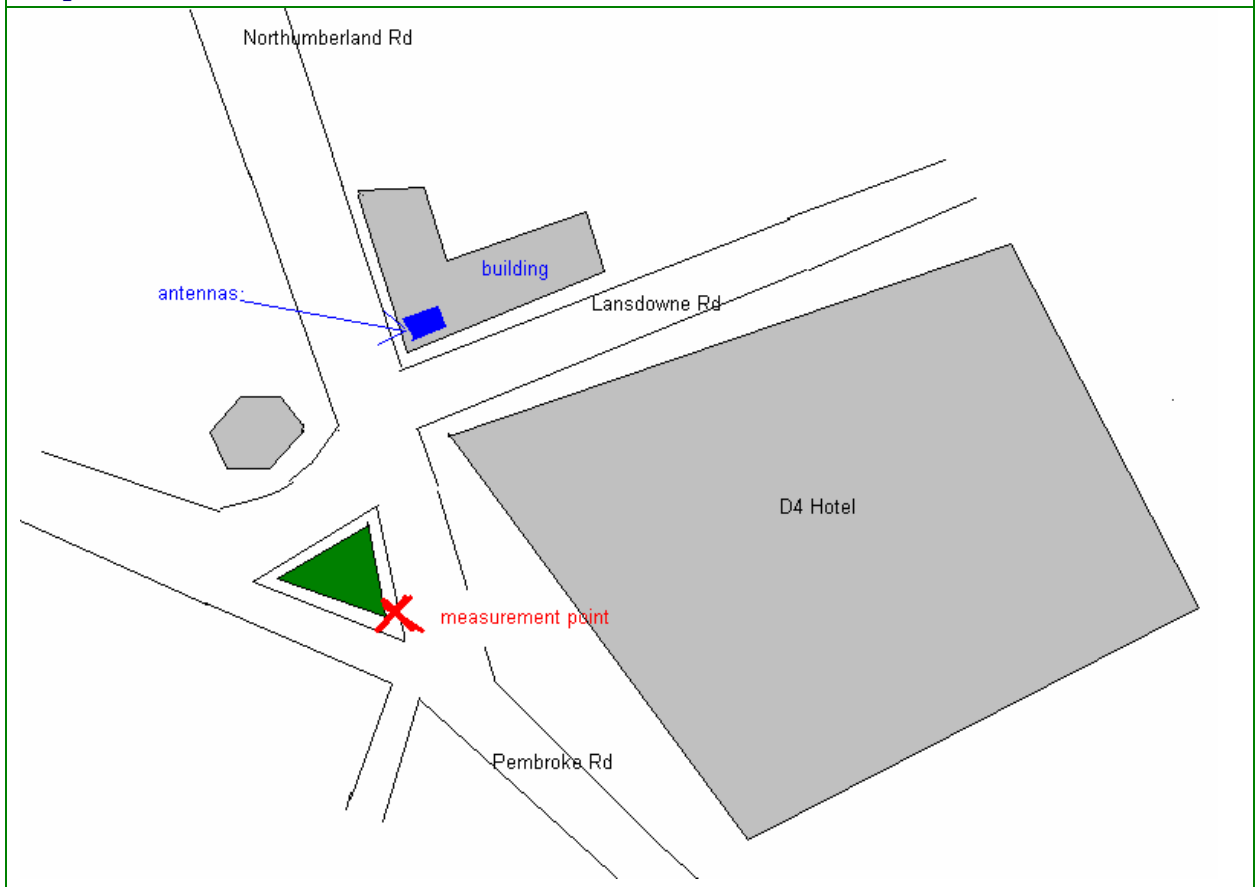 Northumberland Rd
building
antennas:
Lansdowne Rd
D4 Hotel
measurement point
Pembroke Rd